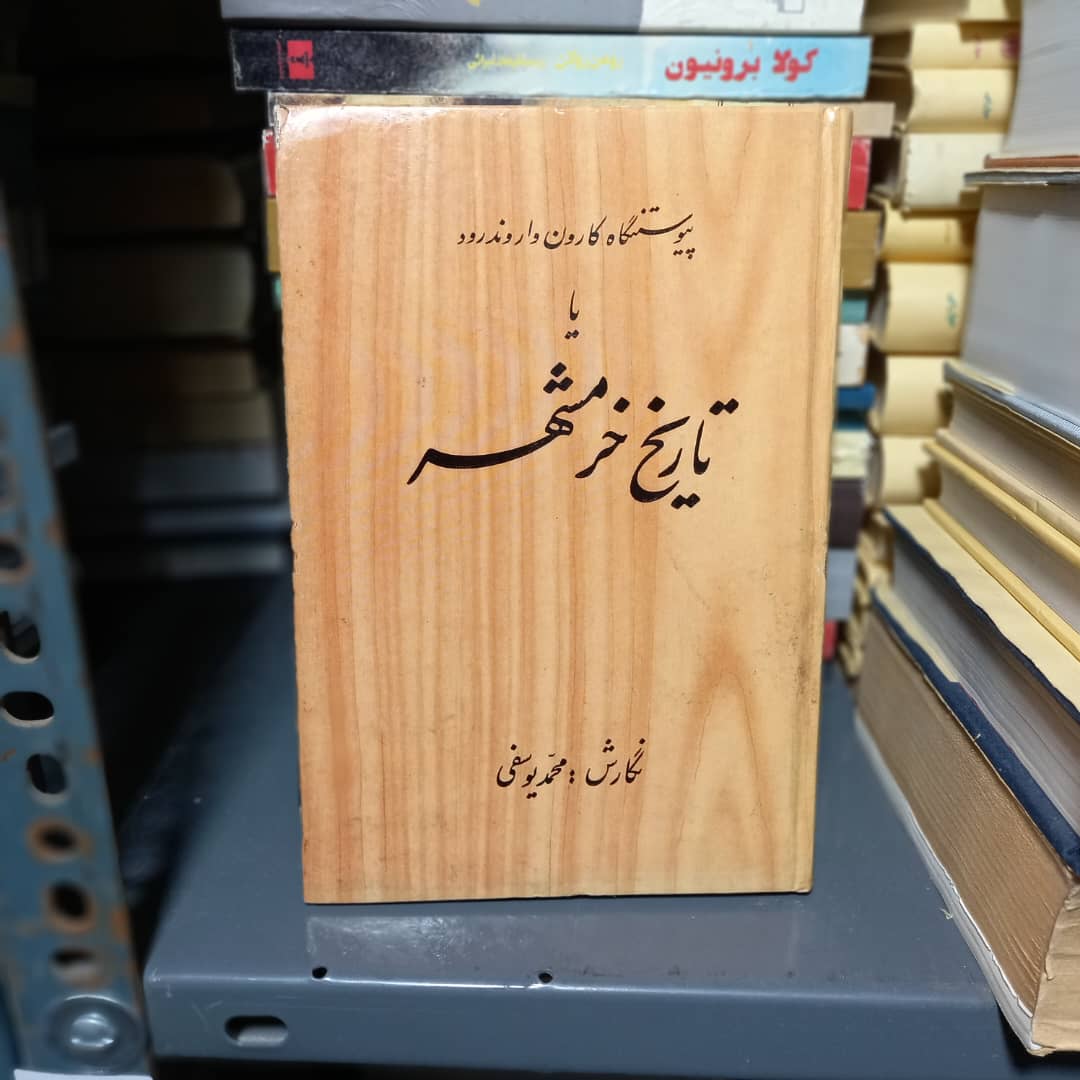 کولا برونیون
پیوستنگاه کارون و اروندرود
یا
تاریخ خرمشهر
نگارش : محمّد یوسفی